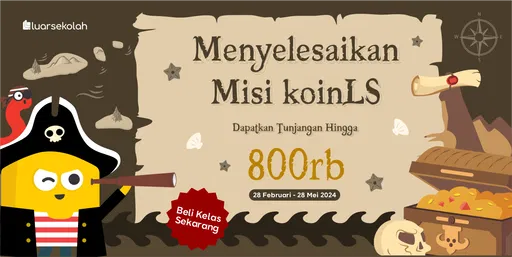 luarsekolah
Menyelesaikan
Misi koinLS
Dapatkan Tunjangan Hingga
800rb
28 Februari - 28 Mei 2024
Beli Kelas
Sekarang